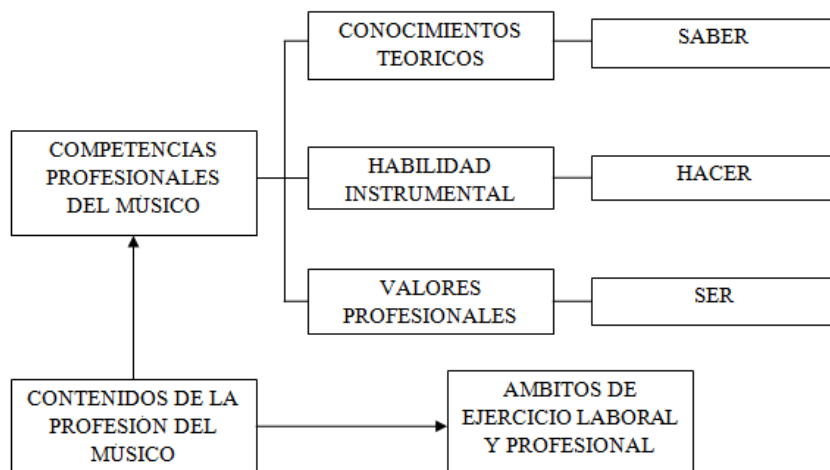 CONOCIMIENTOS
TEORICOS
SABER
COMPETENCIAS
PROFESIONALES
DEL MÚSICO
HABILIDAD
INSTRUMENTAL
HACER
VALORES
PROFESIONALES
SER
CONTENIDOS DE LA
PROFESIÓN DEL
MÚSICO
AMBITOS DE
EJERCICIO LABORAL
Y PROFESIONAL